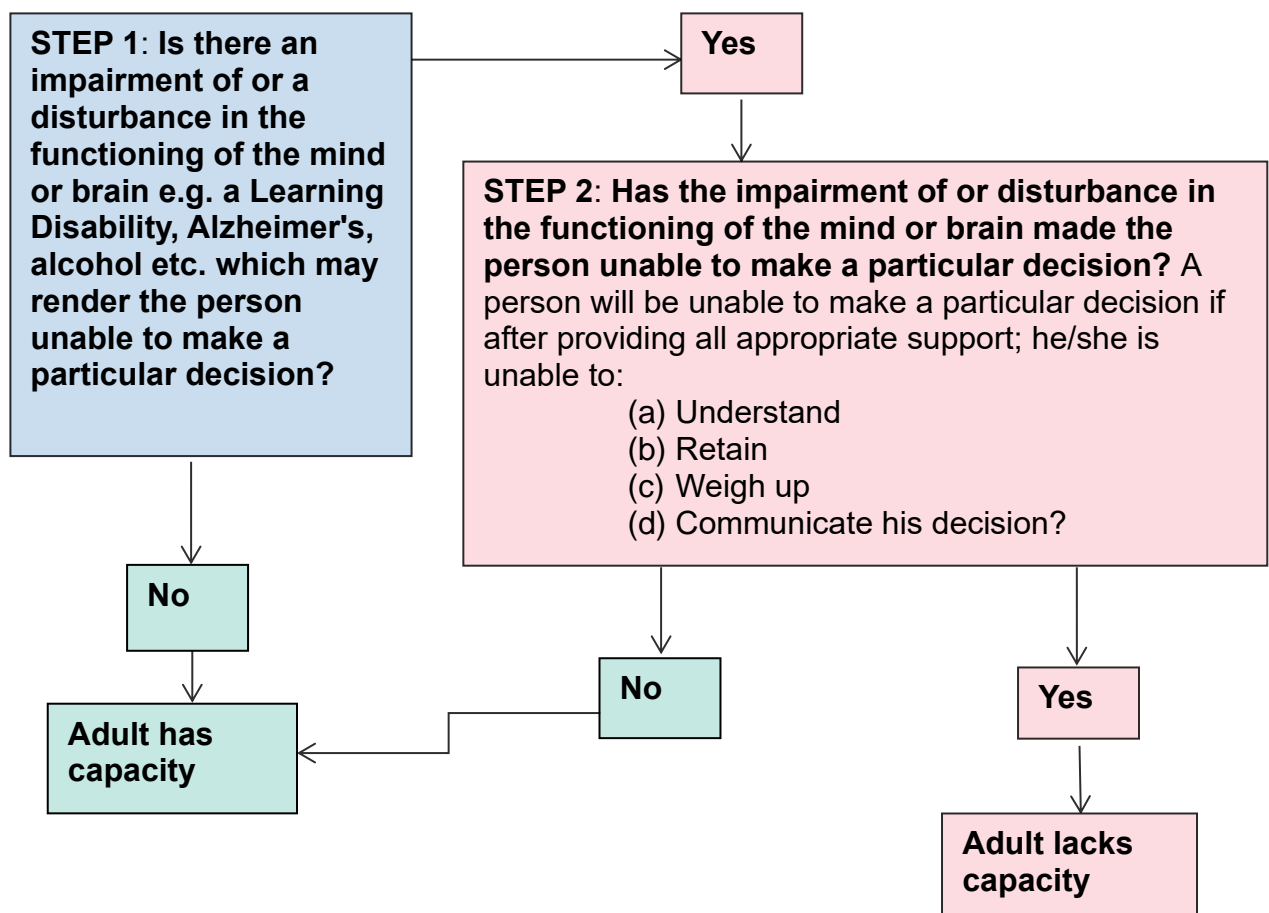 STEP 1: Is there an
impairment of or a
disturbance in the
functioning of the mind
or brain e.g. a Learning
Disability, Alzheimer's,
alcohol etc. which may
render the person
unable to make a
particular decision?
Yes
STEP 2: Has the impairment of or disturbance in
the functioning of the mind or brain made the
person unable to make a particular decision? A
person will be unable to make a particular decision if
after providing all appropriate support; he/she is
unable to:
(a) Understand
(b) Retain
(c) Weigh up
(d) Communicate his decision?
No
No
Yes
Adult has
capacity
Adult lacks
capacity